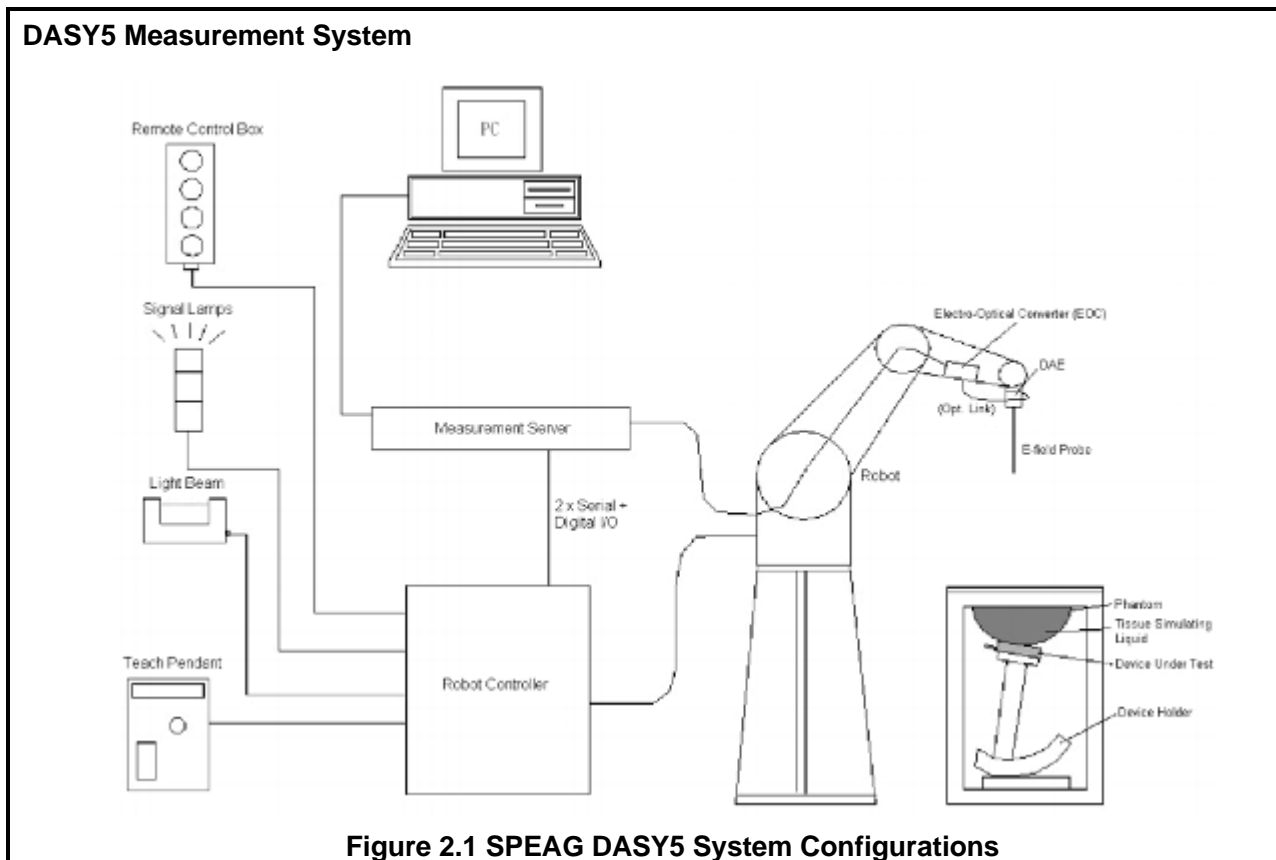 DASY5 Measurement System
Remote Control Box
PC
Signal Lamps
Electro-Optical Converter (EOC)
DAE
(Opt. Link)
Measurement Server
E-field Probe
Robot
Light Beam
2 x Serial +
Digital I/O
Phantom
Tissue Simulating
Liquid
Device Under Test
Teach Pendant
Robot Controller
Device Holder
Figure 2.1 SPEAG DASY5 System Configurations